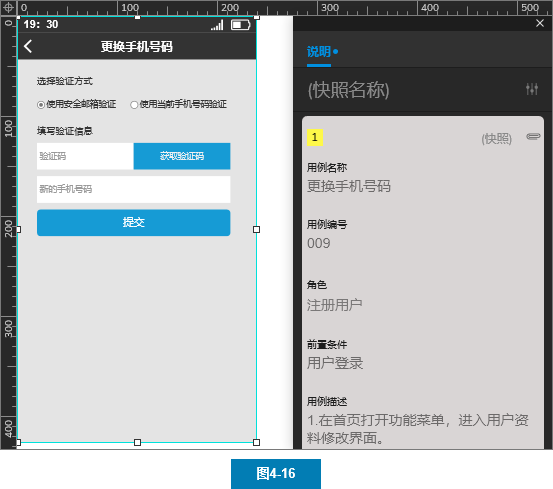 0 100 200 300 400 500
0
100
200
300
400
19：30
更换手机号码
选择验证方式
使用安全邮箱验证 使用当前手机号码验证
填写验证信息
验证码 获取验证码
新的手机号码
提交
说明
(快照名称)
1 (快照)
用例名称
更换手机号码
用例编号
009
角色
注册用户
前置条件
用户登录
用例描述
1.在首页打开功能菜单，进入用户资
料修改界面。
图4-16